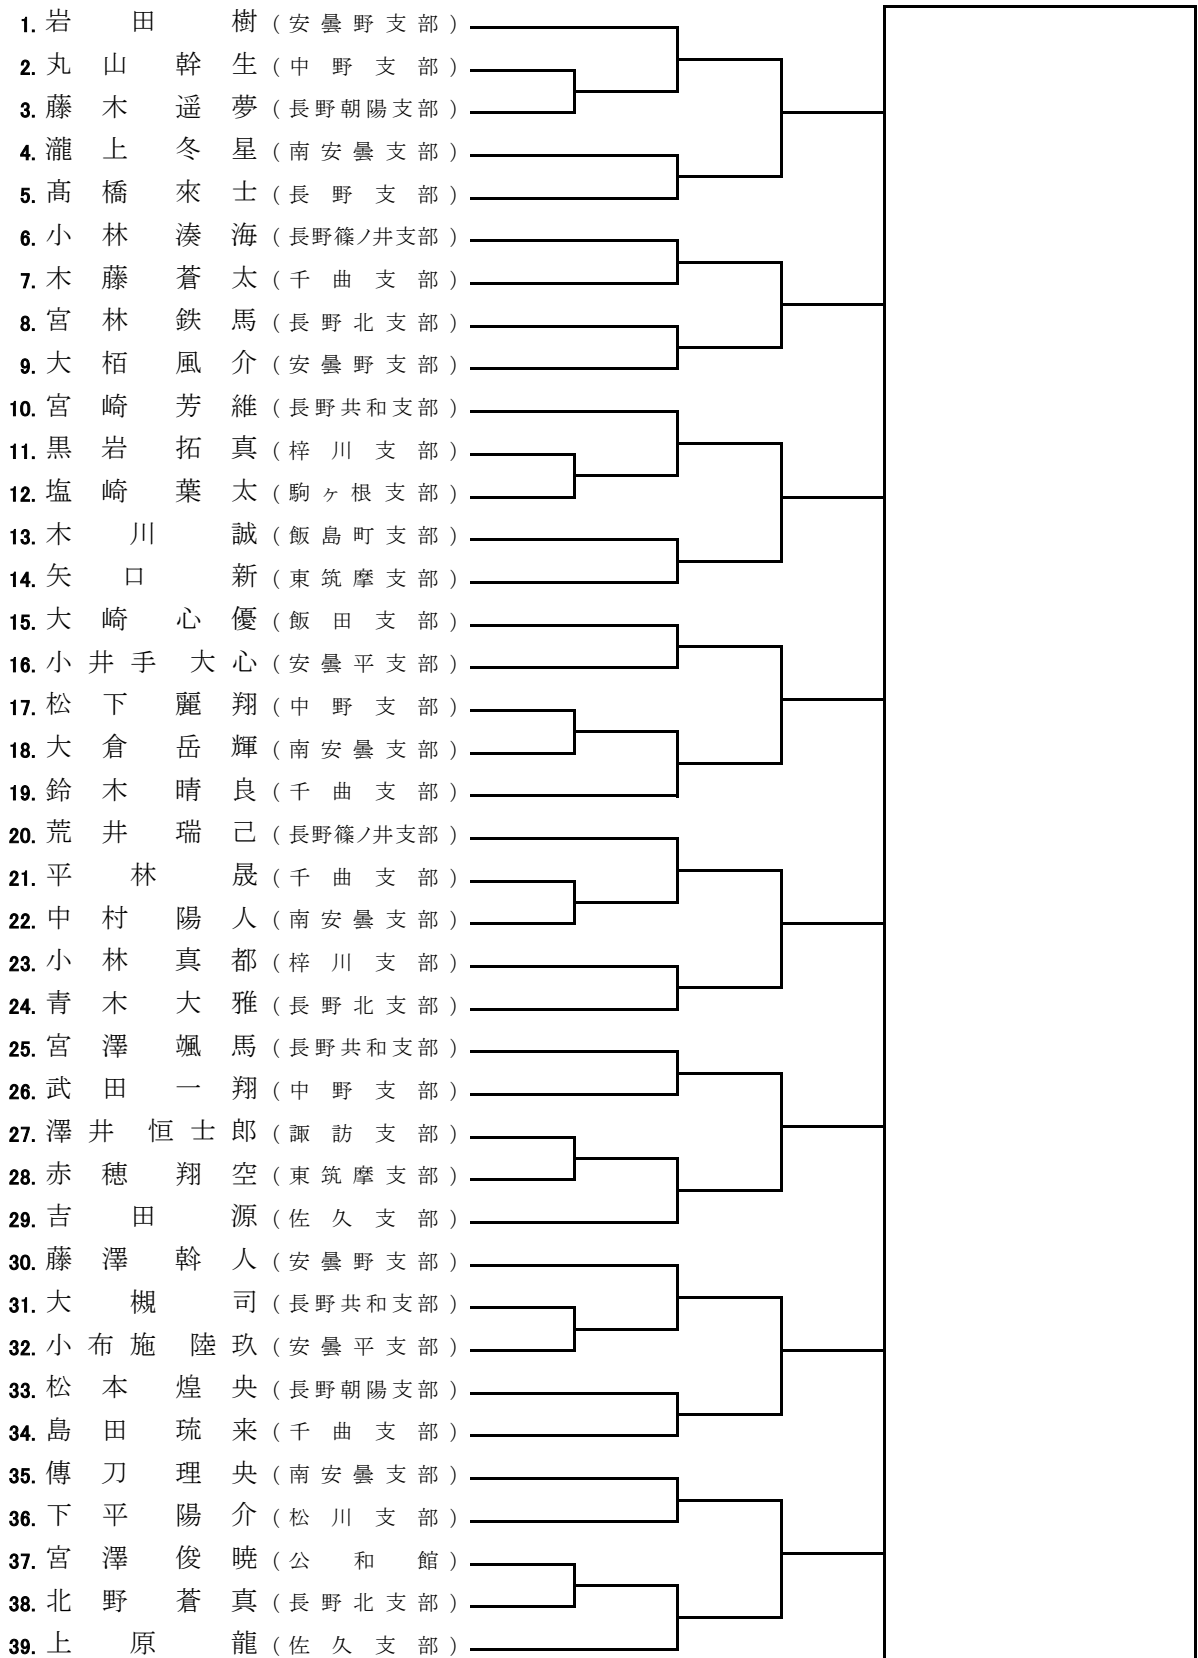 1. 岩田樹 (安曇野支部)
2. 丸山幹生 (中野支部)
3. 藤木遥夢 (長野朝陽支部)
4. 瀧上冬星 (南安曇支部)
5. 髙橋來士 (長野支部)
6. 小林湊海 (長野篠ノ井支部)
7. 木藤蒼太 (千曲支部)
8. 宮林鉄馬 (長野北支部)
9. 大栢風介 (安曇野支部)
10. 宮崎芳維 (長野共和支部)
11. 黒岩拓真 (梓川支部)
12. 塩崎葉太 (駒ヶ根支部)
13. 木川誠 (飯島町支部)
14. 矢口新 (東筑摩支部)
15. 大崎心優 (飯田支部)
16. 小井手大心 (安曇平支部)
17. 松下麗翔 (中野支部)
18. 大倉岳輝 (南安曇支部)
19. 鈴木晴良 (千曲支部)
20. 荒井瑞己 (長野篠ノ井支部)
21. 平林晟 (千曲支部)
22. 中村陽人 (南安曇支部)
23. 小林真都 (梓川支部)
24. 青木大雅 (長野北支部)
25. 宮澤颯馬 (長野共和支部)
26. 武田一翔 (中野支部)
27. 澤井恒士郎 (諏訪支部)
28. 赤穂翔空 (東筑摩支部)
29. 吉田源 (佐久支部)
30. 藤澤斡人 (安曇野支部)
31. 大槻司 (長野共和支部)
32. 小布施陸玖 (安曇平支部)
33. 松本煌央 (長野朝陽支部)
34. 島田琉来 (千曲支部)
35. 傳刀理央 (南安曇支部)
36. 下平陽介 (松川支部)
37. 宮澤俊暁 (公和館)
38. 北野蒼真 (長野北支部)
39. 上原龍 (佐久支部)